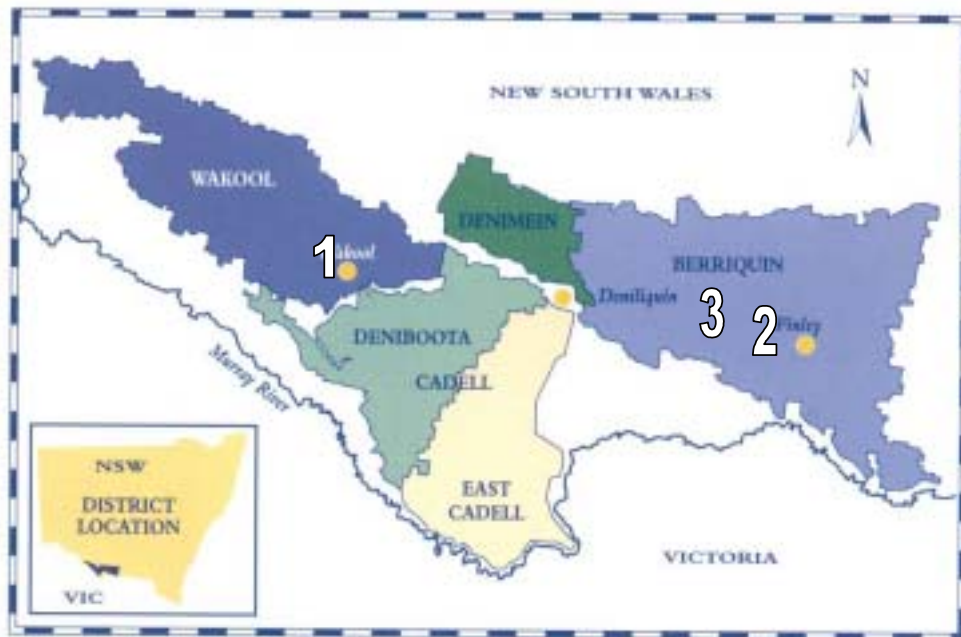 NEW SOUTH WALES
N
WAKOOL
DENIMEIN
BERRIQUIN
1
Deniliquin
3
2
Finley
DENIBOOTA
CADELL
Murray River
EAST
CADELL
NSW
DISTRICT
LOCATION
VIC
VICTORIA